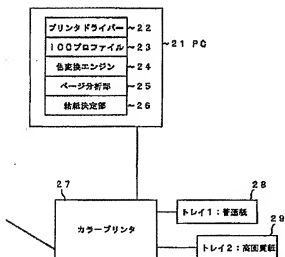 プリンタドライバー 22
ICCプロファイル 23
21 PC
色変換エンジン 24
ページ分析部 25
給紙決定部 26
27
28
カラープリンタ
トレイ1:普通紙
29
トレイ2:高画質紙